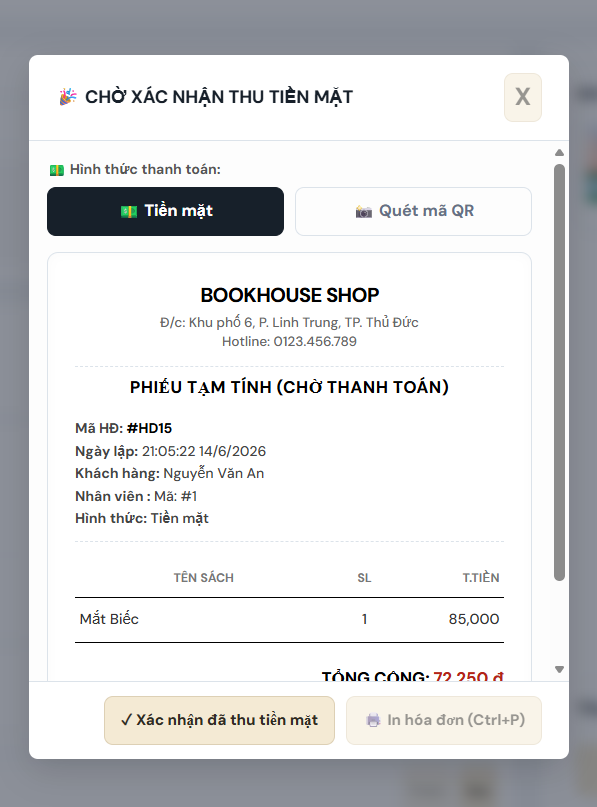 🎉 CHỜ XÁC NHẬN THU TIỀN MẶT X
💵 Hình thức thanh toán:
💵 Tiền mặt 📷 Quét mã QR
BOOKHOUSE SHOP
Đ/c: Khu phố 6, P. Linh Trung, TP. Thủ Đức
Hotline: 0123.456.789
PHIẾU TẠM TÍNH (CHỜ THANH TOÁN)
Mã HĐ: #HD15
Ngày lập: 21:05:22 14/6/2026
Khách hàng: Nguyễn Văn An
Nhân viên : Mã: #1
Hình thức: Tiền mặt
TÊN SÁCH SL T.TIỀN
Mắt Biếc 1 85,000
TỔNG CỘNG: 72,250 đ
✓ Xác nhận đã thu tiền mặt 🖨️ In hóa đơn (Ctrl+P)